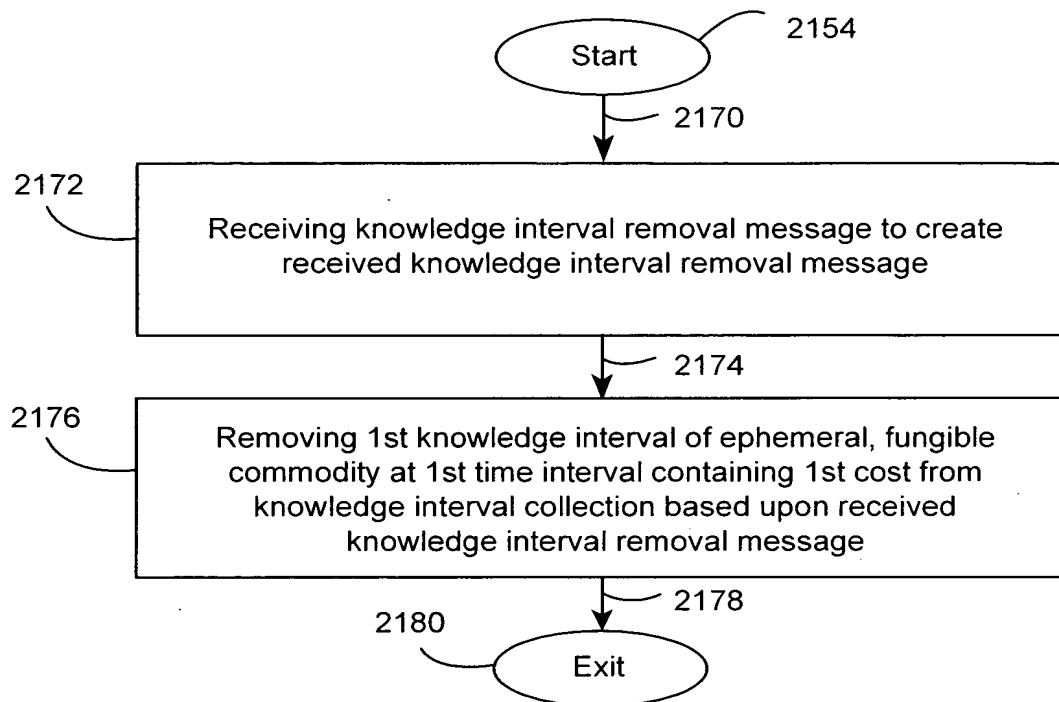 2154
Start
2170
2172
Receiving knowledge interval removal message to create
received knowledge interval removal message
2174
2176
Removing 1st knowledge interval of ephemeral, fungible
commodity at 1st time interval containing 1st cost from
knowledge interval collection based upon received
knowledge interval removal message
2178
2180
Exit